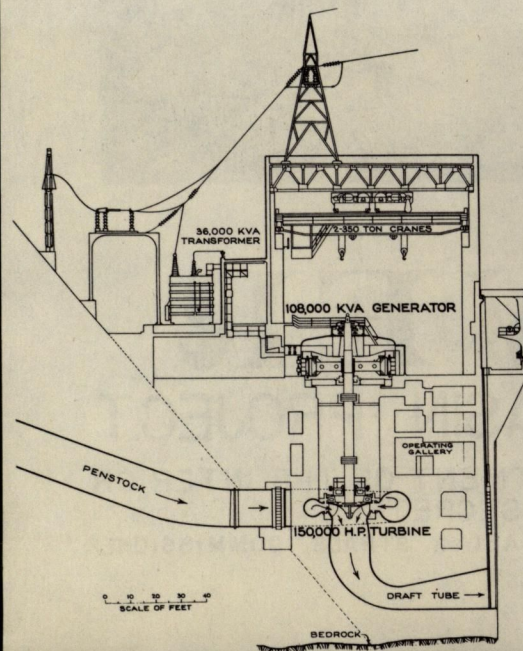 36,000 KVA
TRANSFORMER
2-350 TON CRANES
108,000 KVA GENERATOR
OPERATING
GALLERY
PENSTOCK
150,000 H.P. TURBINE
0 10 20 30 40
SCALE OF FEET
DRAFT TUBE
BEDROCK